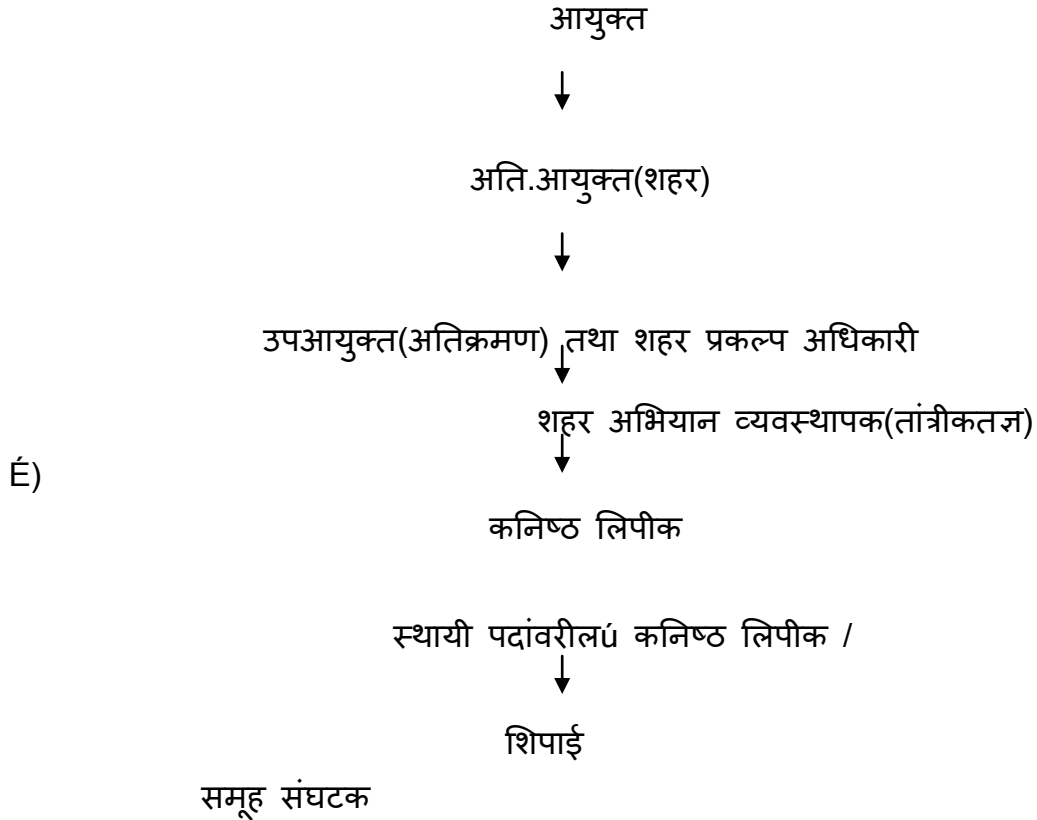 आयुक्त
अति.आयुक्त(शहर)
उपआयुक्त(अतिक्रमण) तथा शहर प्रकल्प अधिकारी
शहर अभियान व्यवस्थापक(तांत्रीकतज्ञ)
É)
कनिष्ठ लिपीक
स्थायी पदांवरीलú कनिष्ठ लिपीक /
शिपाई
समूह संघटक